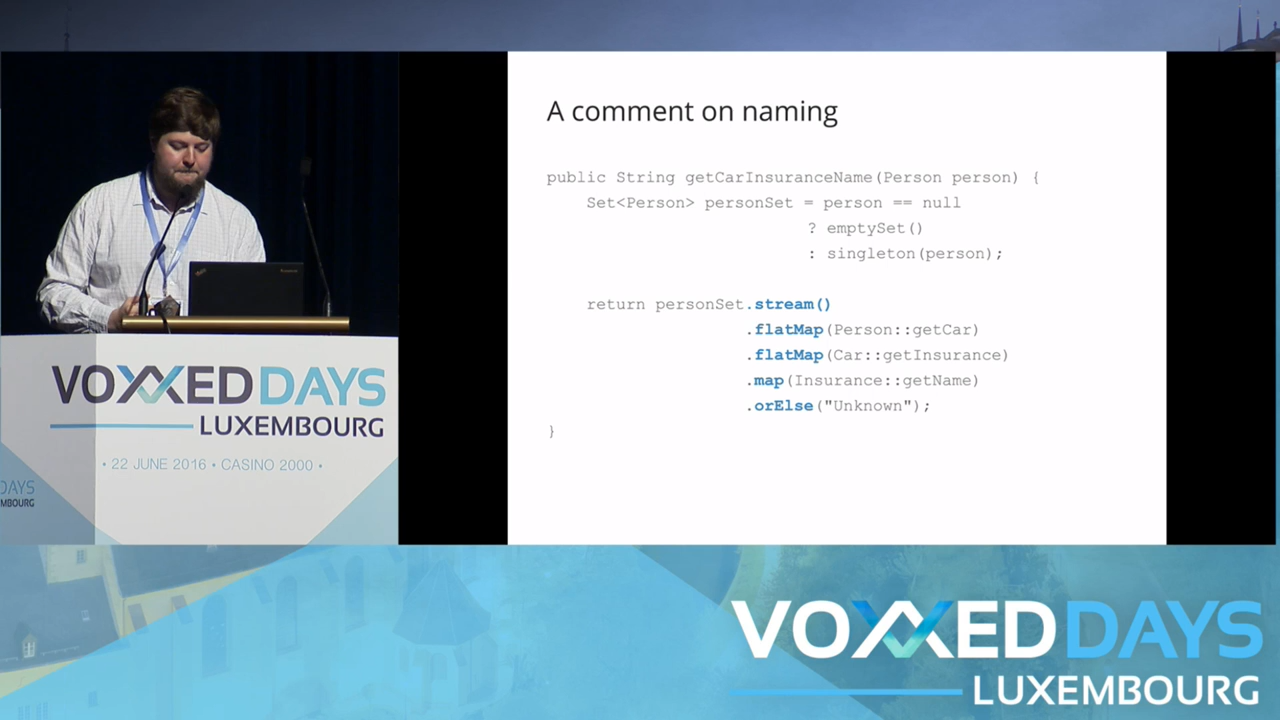 A comment on naming
public String getCarInsuranceName(Person person) {
Set<Person> personSet = person == null
? emptySet()
: singleton(person);
return personSet.stream()
.flatMap(Person::getCar)
.flatMap(Car::getInsurance)
.map(Insurance::getName)
.orElse("Unknown");
}
VOXXED DAYS
LUXEMBOURG
• 22 JUNE 2016 • CASINO 2000 •
DAYS
MBOURG
VOXXED DAYS
LUXEMBOURG